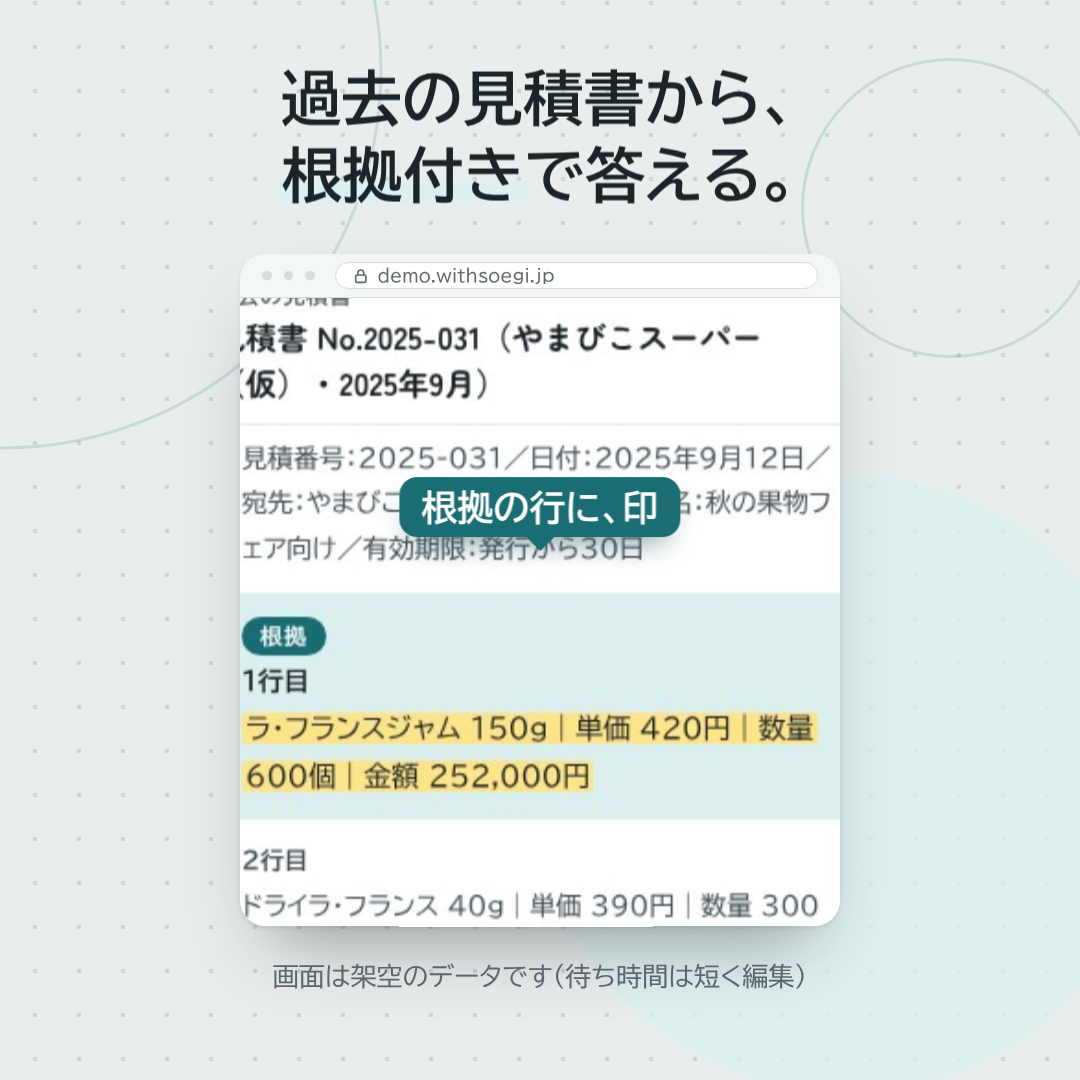 過去の見積書から、
根拠付きで答える。
demo.withsoegi.jp
去の見積書
積書 No.2025-031（やまびこスーパー
（仮）・2025年9月）
見積番号：2025-031／日付：2025年9月12日／
宛先：やまびこ
名：秋の果物フ
根拠の行に、印
ェア向け／有効期限：発行から30日
根拠
1行目
ラ・フランスジャム 150g｜単価 420円｜数量
600個｜金額 252,000円
2行目
ドライラ・フランス 40g｜単価 390円｜数量 300
画面は架空のデータです（待ち時間は短く編集）